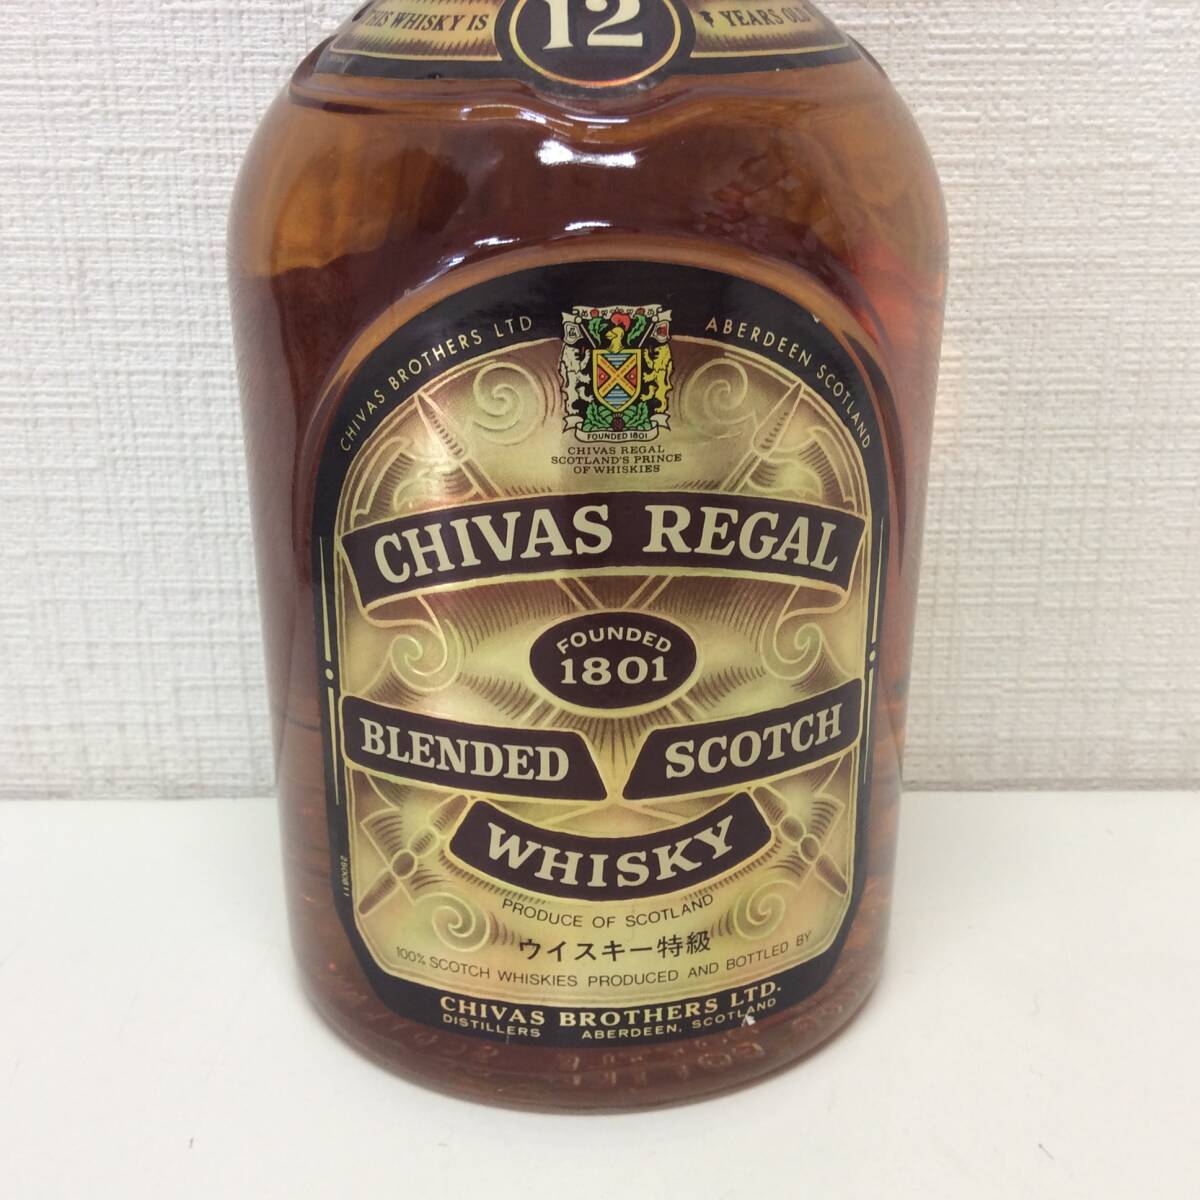 THIS WHISKY IS 12 YEARS OLD
CHIVAS BROTHERS LTD ABERDEEN SCOTLAND
FOUNDED 1801
CHIVAS REGAL
SCOTLAND'S PRINCE
OF WHISKIES
CHIVAS REGAL
FOUNDED
1801
BLENDED SCOTCH
WHISKY
PRODUCE OF SCOTLAND
ウイスキー特級
100% SCOTCH WHISKIES PRODUCED AND BOTTLED BY
CHIVAS BROTHERS LTD.
DISTILLERS ABERDEEN, SCOTLAND
2500811